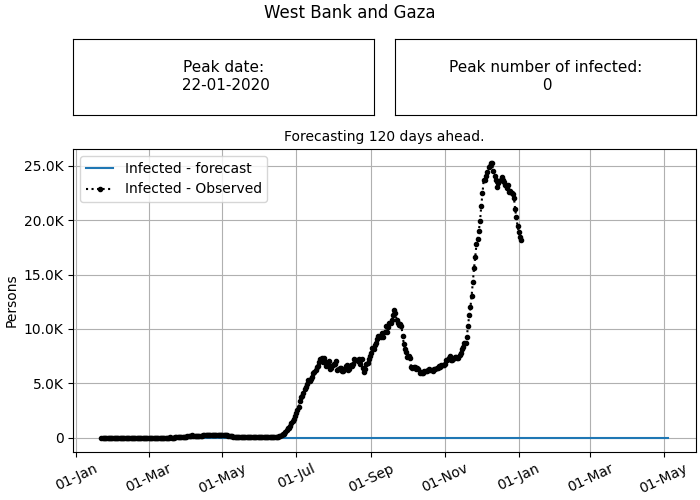 West Bank and Gaza
Peak date:
22-01-2020
Peak number of infected:
0
Forecasting 120 days ahead.
Infected - forecast
Infected - Observed
Persons
25.0K
20.0K
15.0K
10.0K
5.0K
0
01-Jan
01-Mar
01-May
01-Jul
01-Sep
01-Nov
01-Jan
01-Mar
01-May